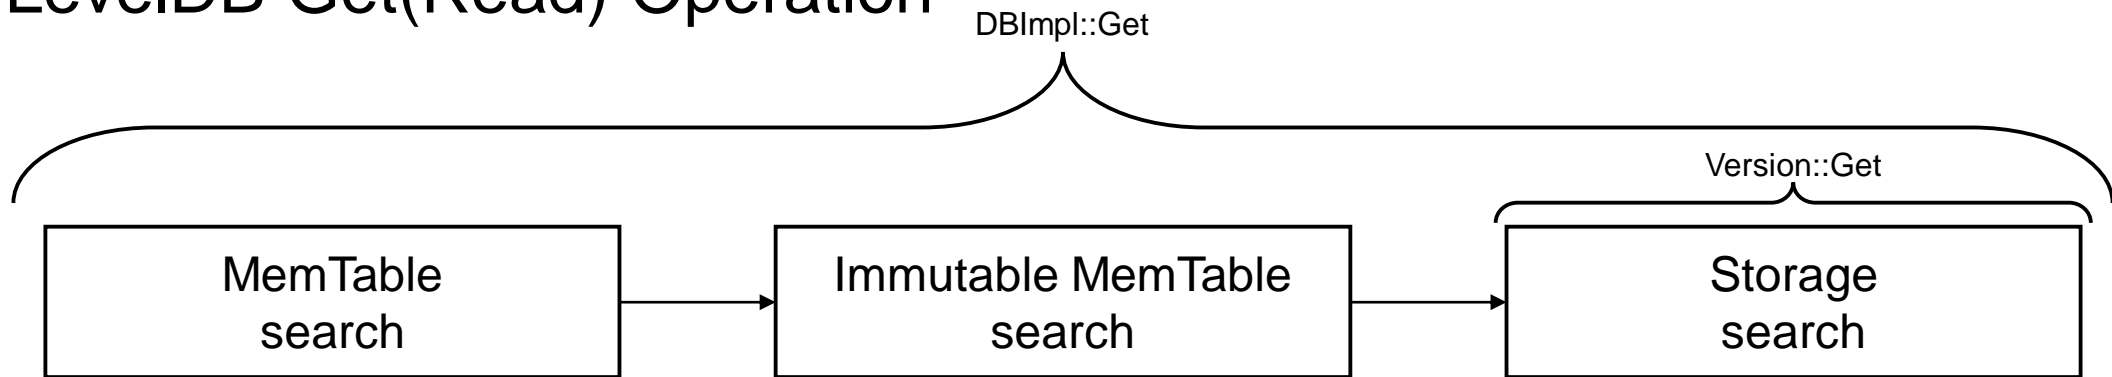 LevelDB Get(Read) Operation
DBImpl::Get
Version::Get
MemTable
search
Immutable MemTable
search
Storage
search